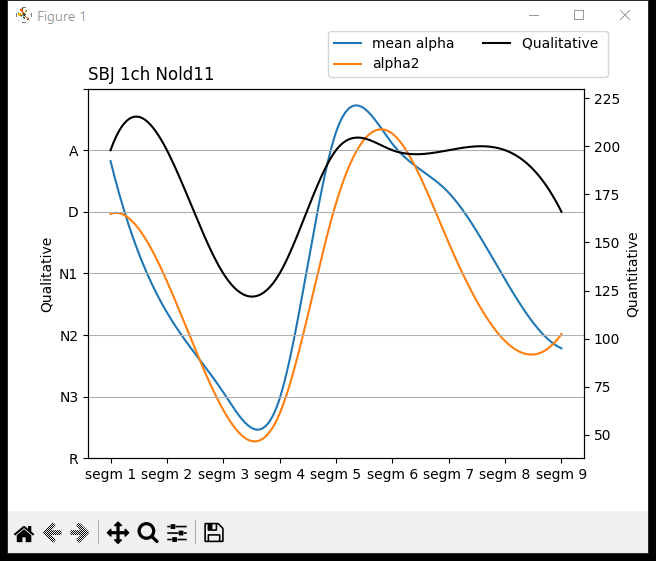 Figure 1
mean alpha
alpha2
Qualitative
SBJ 1ch Nold11
A
D
N1
N2
N3
R
Qualitative
225
200
175
150
125
100
75
50
Quantitative
segm 1 segm 2 segm 3 segm 4 segm 5 segm 6 segm 7 segm 8 segm 9